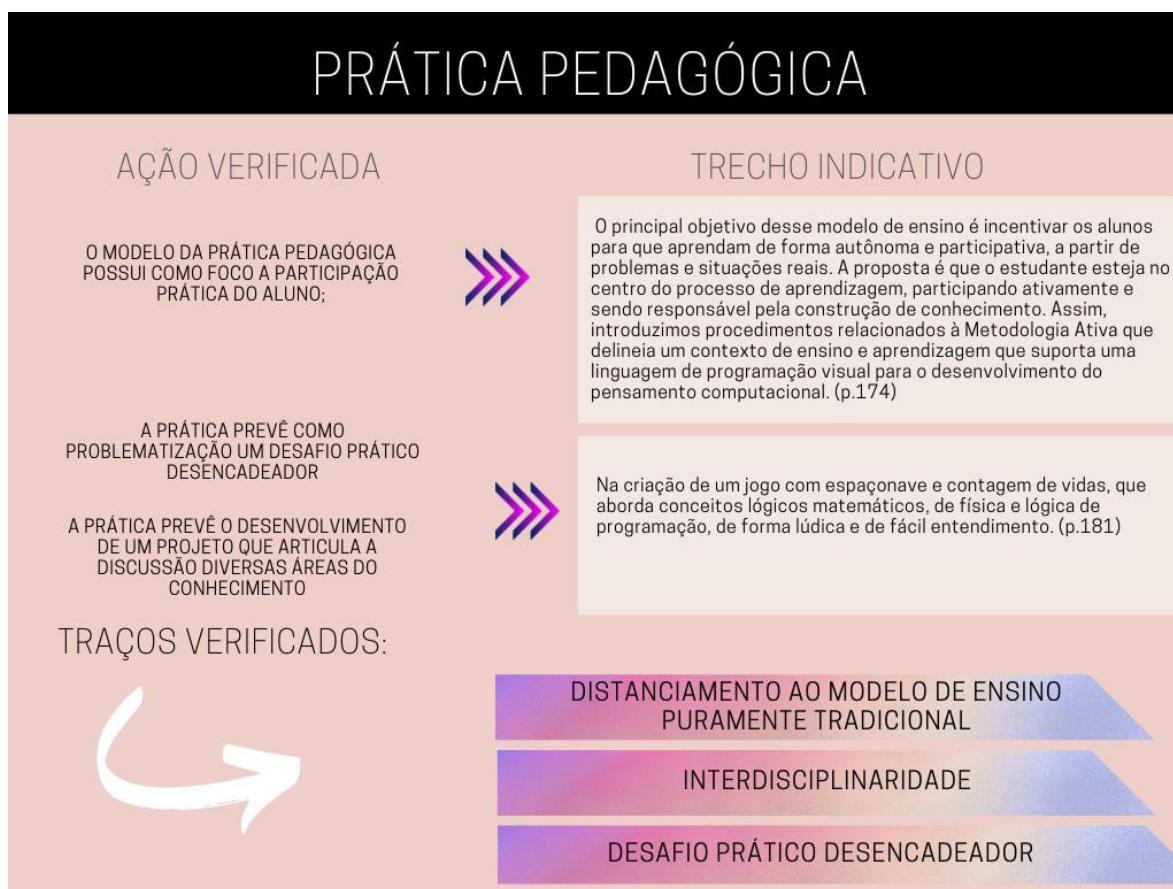 PRÁTICA PEDAGÓGICA
AÇÃO VERIFICADA
TRECHO INDICATIVO
O MODELO DA PRÁTICA PEDAGÓGICA
POSSUI COMO FOCO A PARTICIPAÇÃO
PRÁTICA DO ALUNO;
O principal objetivo desse modelo de ensino é incentivar os alunos
para que aprendam de forma autônoma e participativa, a partir de
problemas e situações reais. A proposta é que o estudante esteja no
centro do processo de aprendizagem, participando ativamente e
sendo responsável pela construção de conhecimento. Assim,
introduzimos procedimentos relacionados à Metodologia Ativa que
delineia um contexto de ensino e aprendizagem que suporta uma
linguagem de programação visual para o desenvolvimento do
pensamento computacional. (p.174)
A PRÁTICA PREVÊ COMO
PROBLEMATIZAÇÃO UM DESAFIO PRÁTICO
DESENCADEADOR
A PRÁTICA PREVÊ O DESENVOLVIMENTO
DE UM PROJETO QUE ARTICULA A
DISCUSSÃO DIVERSAS ÁREAS DO
CONHECIMENTO
Na criação de um jogo com espaçonave e contagem de vidas, que
aborda conceitos lógicos matemáticos, de física e lógica de
programação, de forma lúdica e de fácil entendimento. (p.181)
TRAÇOS VERIFICADOS:
DISTANCIAMENTO AO MODELO DE ENSINO
PURAMENTE TRADICIONAL
INTERDISCIPLINARIDADE
DESAFIO PRÁTICO DESENCADEADOR